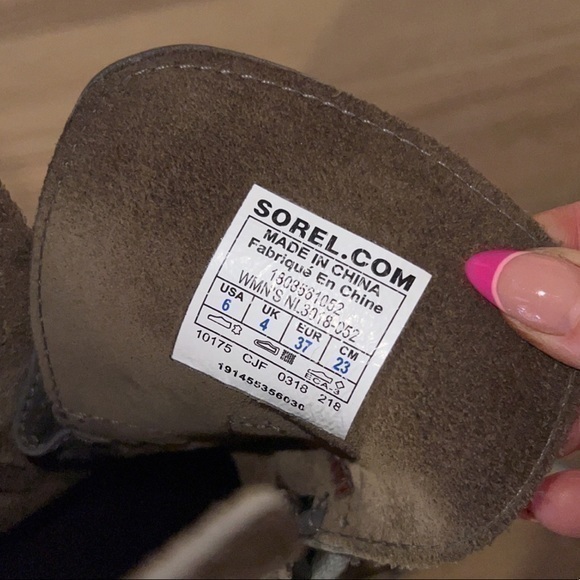 SOREL.COM
MADE IN CHINA
Fabriqué En Chine
1808561052
WMN'S NL3018-052
USA UK EUR CM
6 4 37 23
10175 CJF 0318 218
191455356030